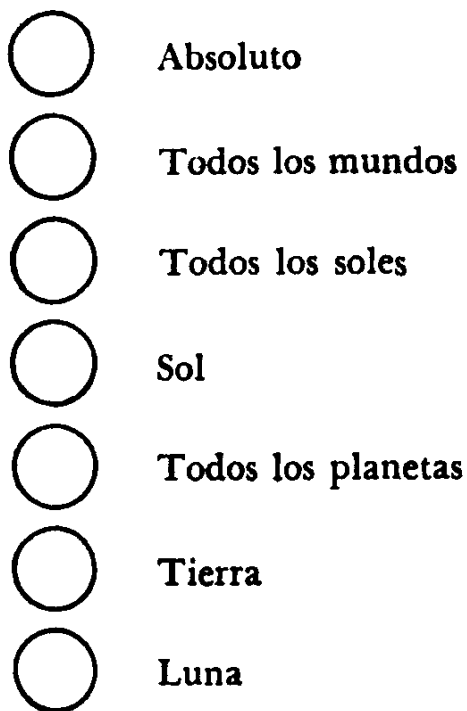 Absoluto
Todos los mundos
Todos los soles
Sol
Todos los planetas
Tierra
Luna